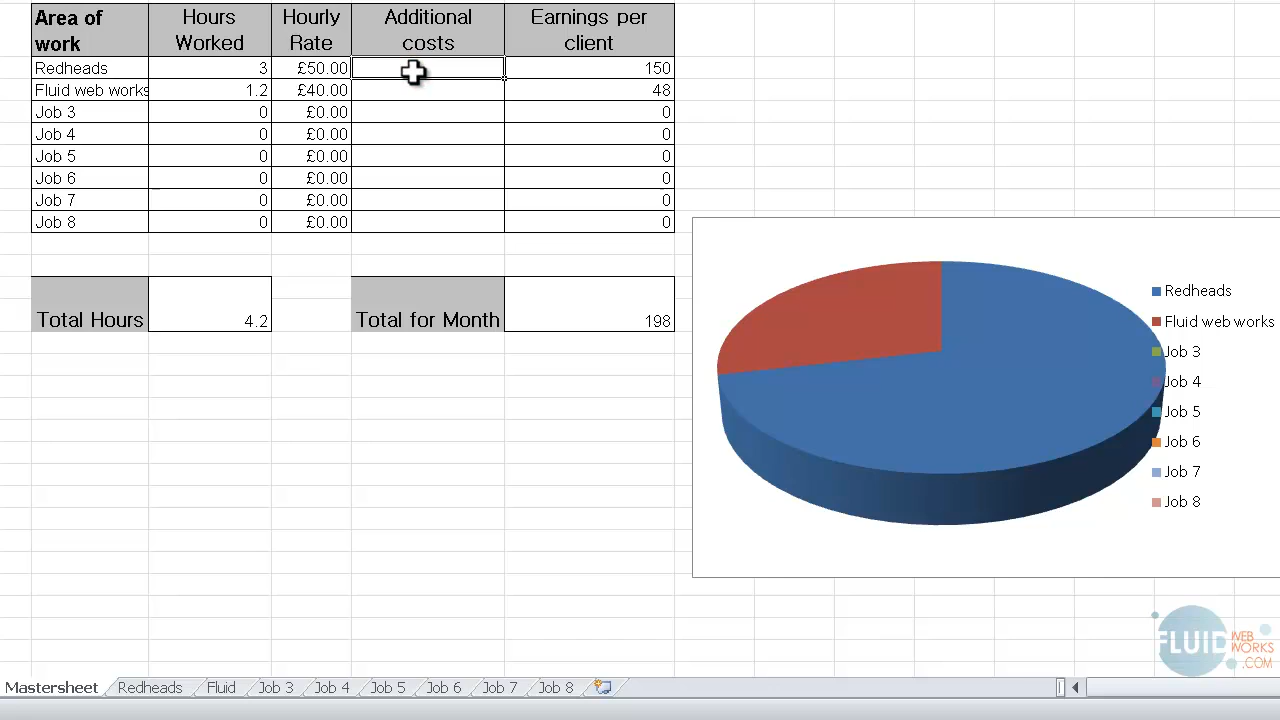 Area of work Hours Worked Hourly Rate Additional costs Earnings per client
Redheads 3 £50.00 150
Fluid web works 1.2 £40.00 48
Job 3 0 £0.00 0
Job 4 0 £0.00 0
Job 5 0 £0.00 0
Job 6 0 £0.00 0
Job 7 0 £0.00 0
Job 8 0 £0.00 0
Total Hours 4.2 Total for Month 198
Redheads
Fluid web works
Job 3
Job 4
Job 5
Job 6
Job 7
Job 8
FLUID WEB WORKS .COM
Mastersheet Redheads Fluid Job 3 Job 4 Job 5 Job 6 Job 7 Job 8